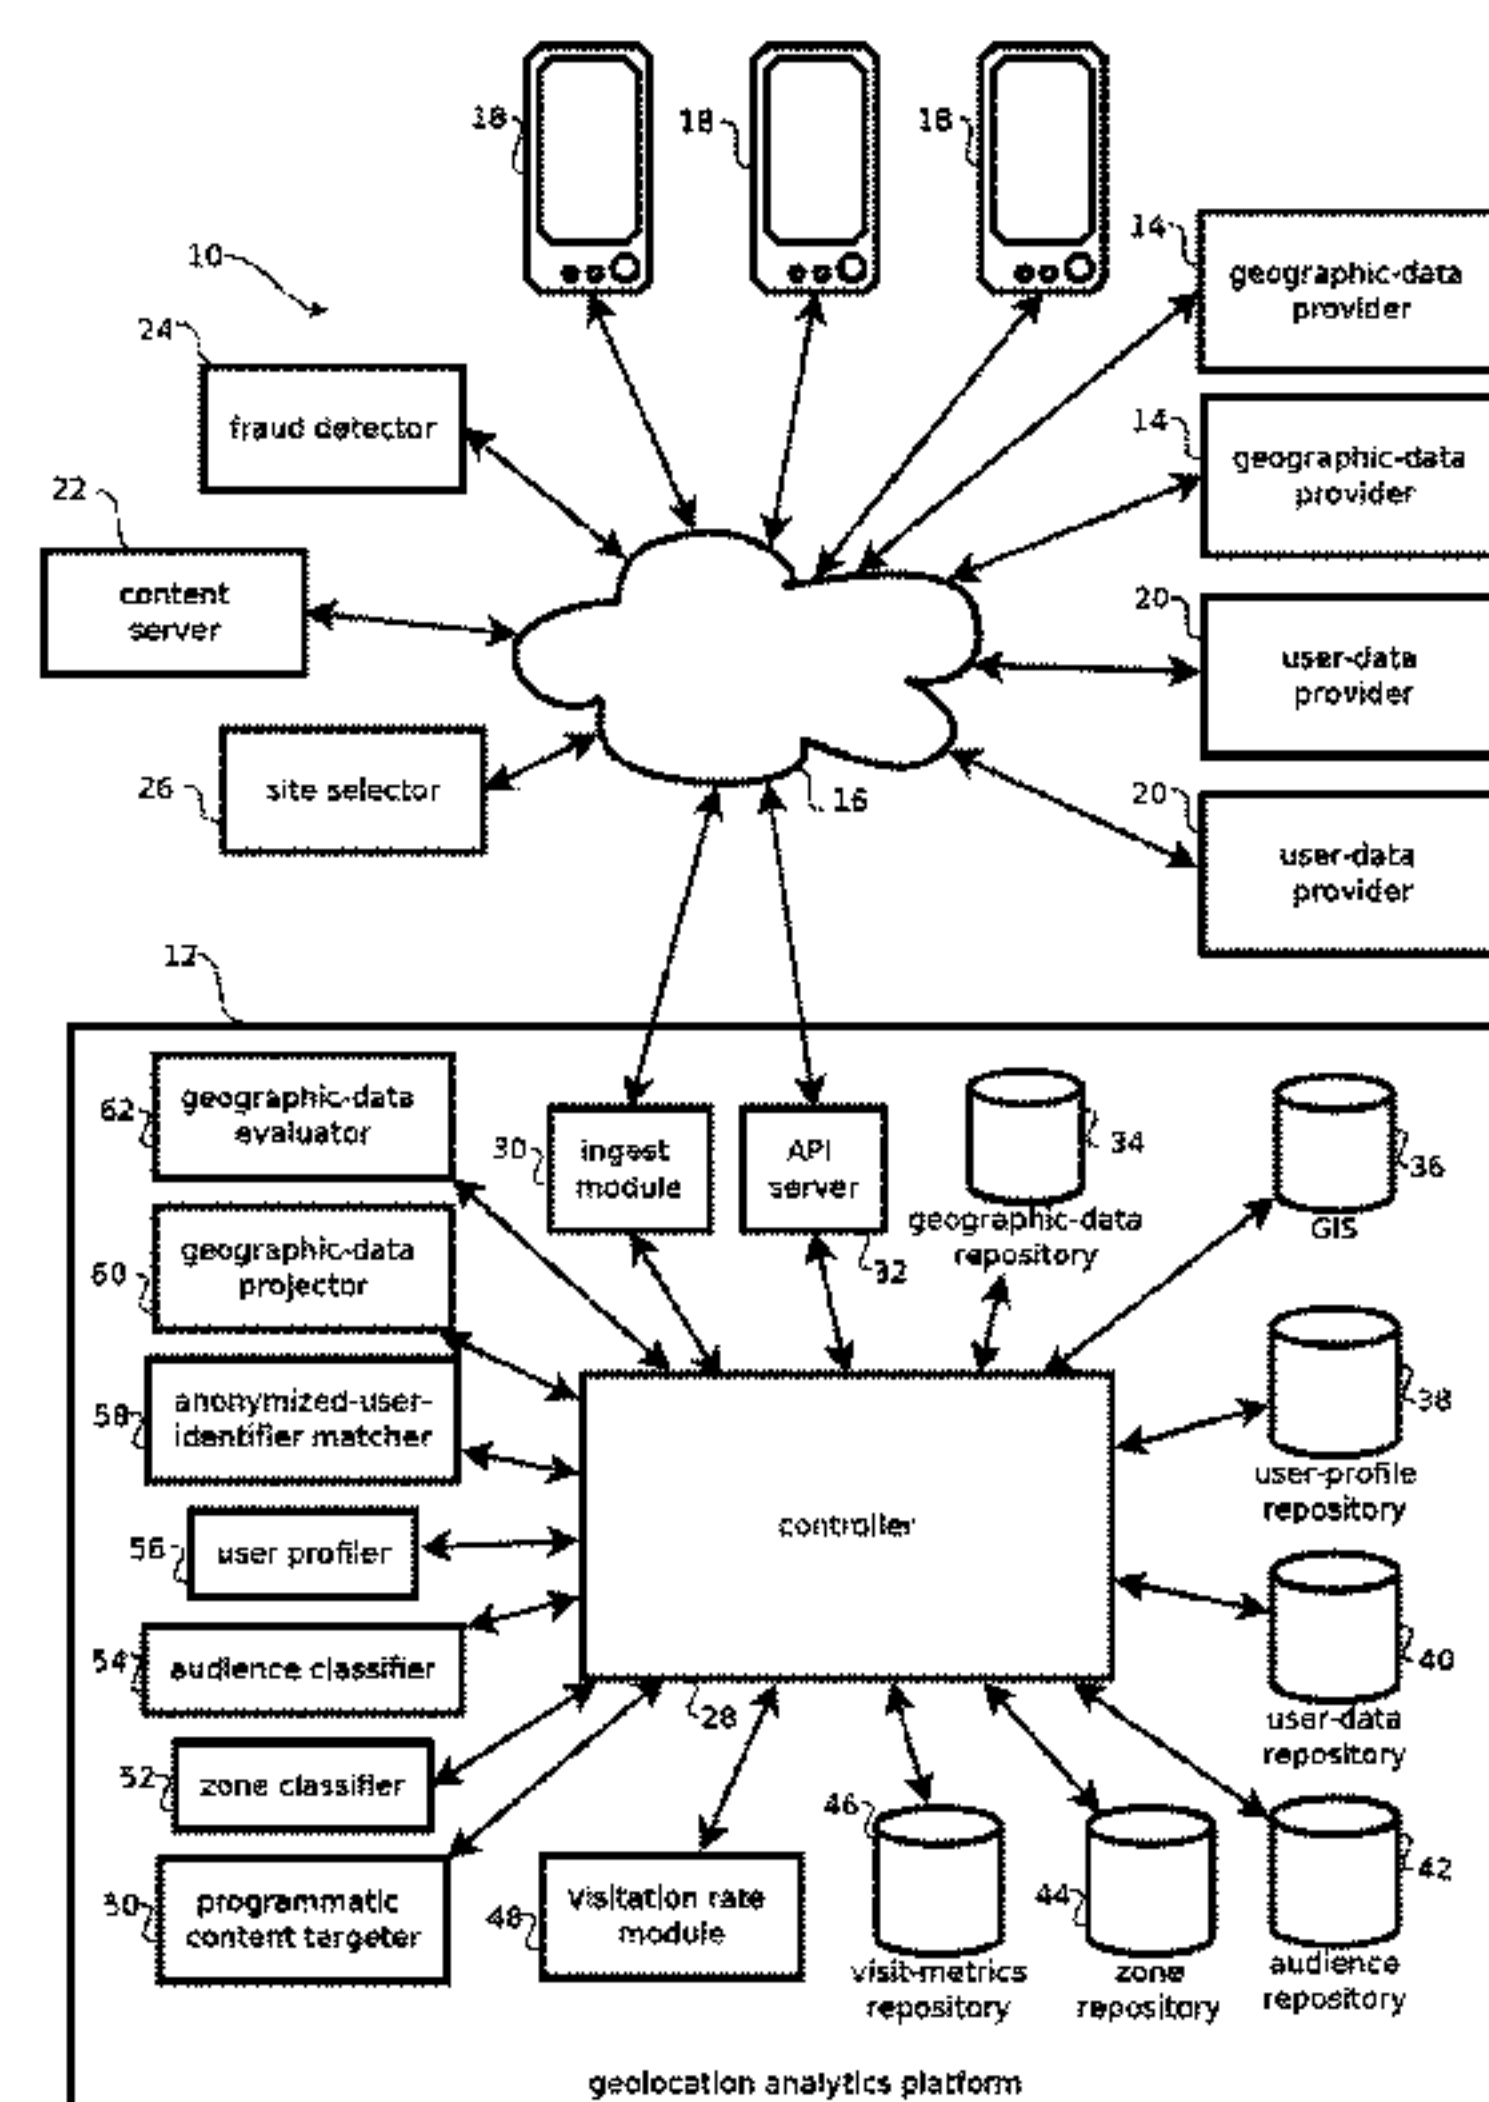 18
18
18
14
geographic-data
provider
10
24
fraud detector
14
geographic-data
provider
22
content
server
20
user-data
provider
26
site selector
16
20
user-data
provider
12
62
geographic-data
evaluator
30
ingest
module
API
server
32
34
geographic-data
repository
36
GIS
60
geographic-data
projector
58
anonymized-user-
identifier matcher
38
user-profile
repository
controller
56
user profiler
54
audience classifier
40
user-data
repository
28
52
zone classifier
46
visit-metrics
repository
44
zone
repository
42
audience
repository
50
programmatic
content targeter
48
visitation rate
module
geolocation analytics platform